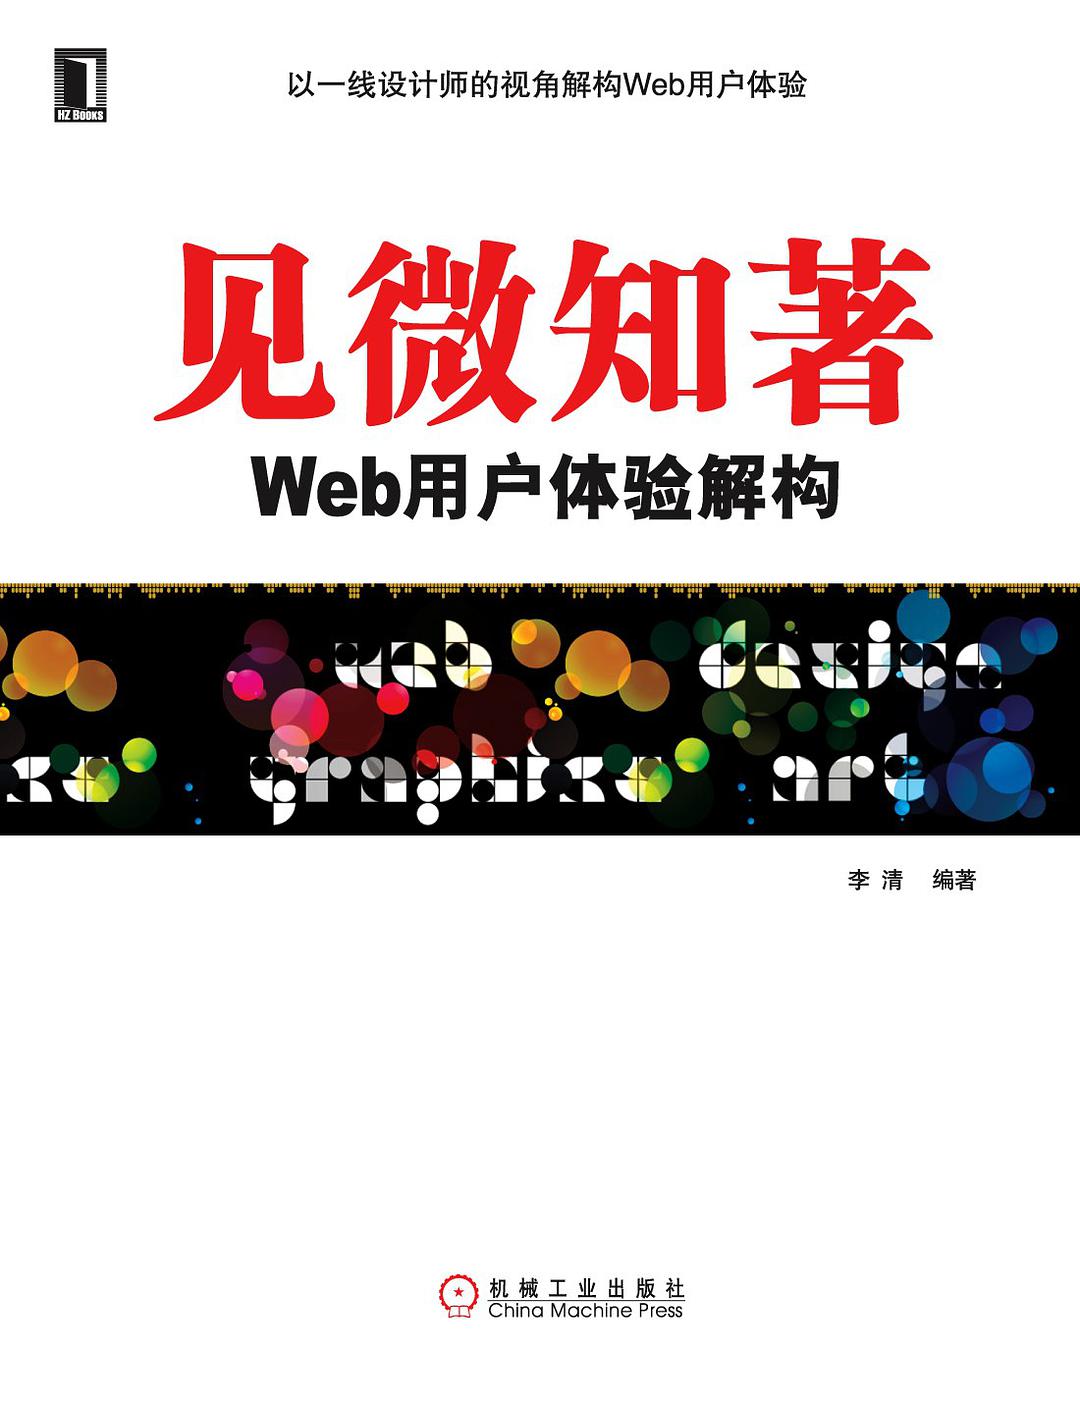 HZ Books
以一线设计师的视角解构Web用户体验
见微知著
Web用户体验解构
web design
graphixe art
李清 编著
机械工业出版社
China Machine Press